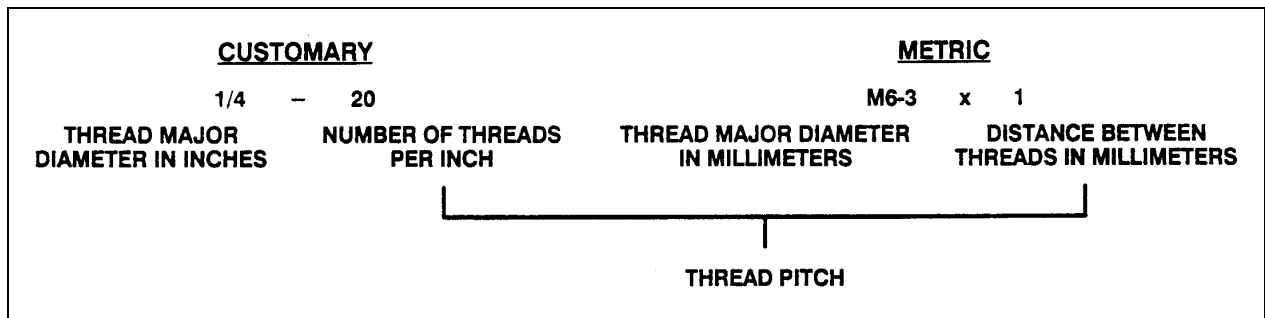 CUSTOMARY
1/4 – 20
THREAD MAJOR
DIAMETER IN INCHES
NUMBER OF THREADS
PER INCH
METRIC
M6-3 x 1
THREAD MAJOR DIAMETER
IN MILLIMETERS
DISTANCE BETWEEN
THREADS IN MILLIMETERS
THREAD PITCH